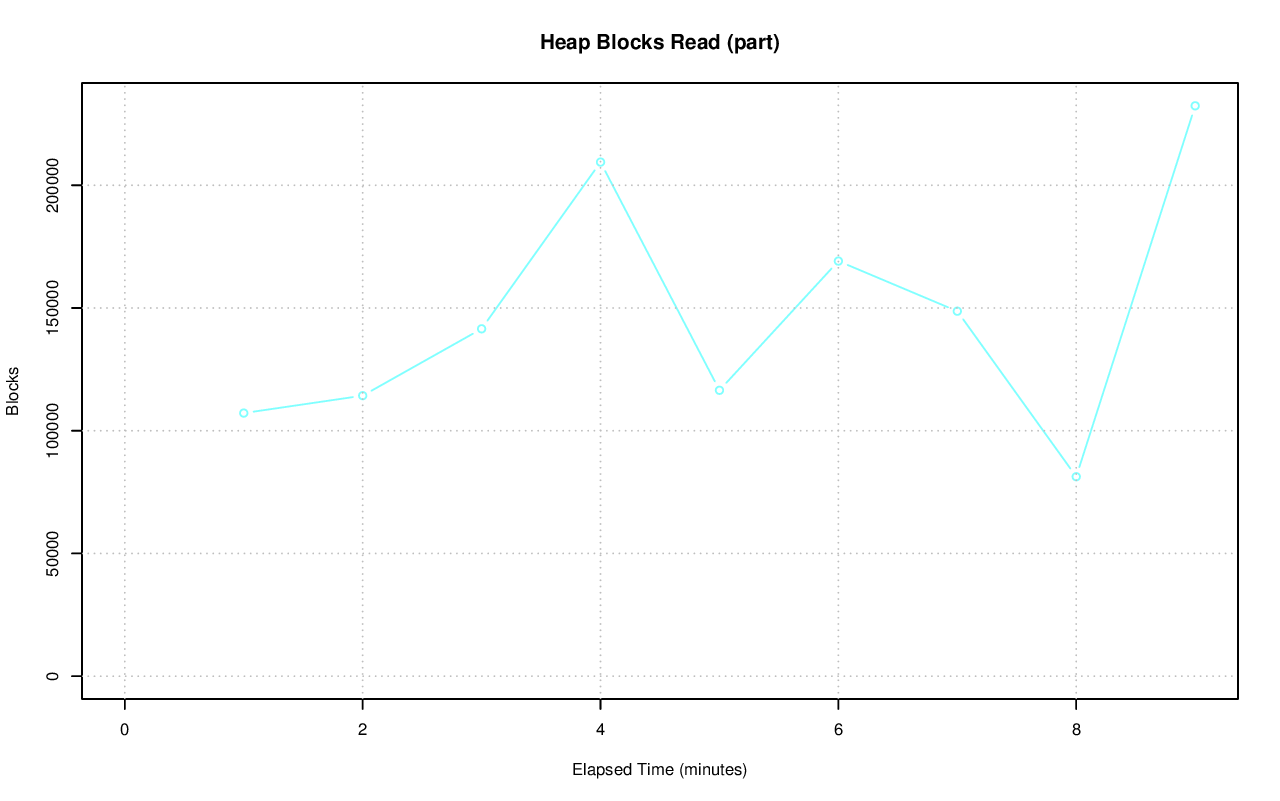 Heap Blocks Read (part)
Blocks
200000
150000
100000
50000
0
0 2 4 6 8
Elapsed Time (minutes)